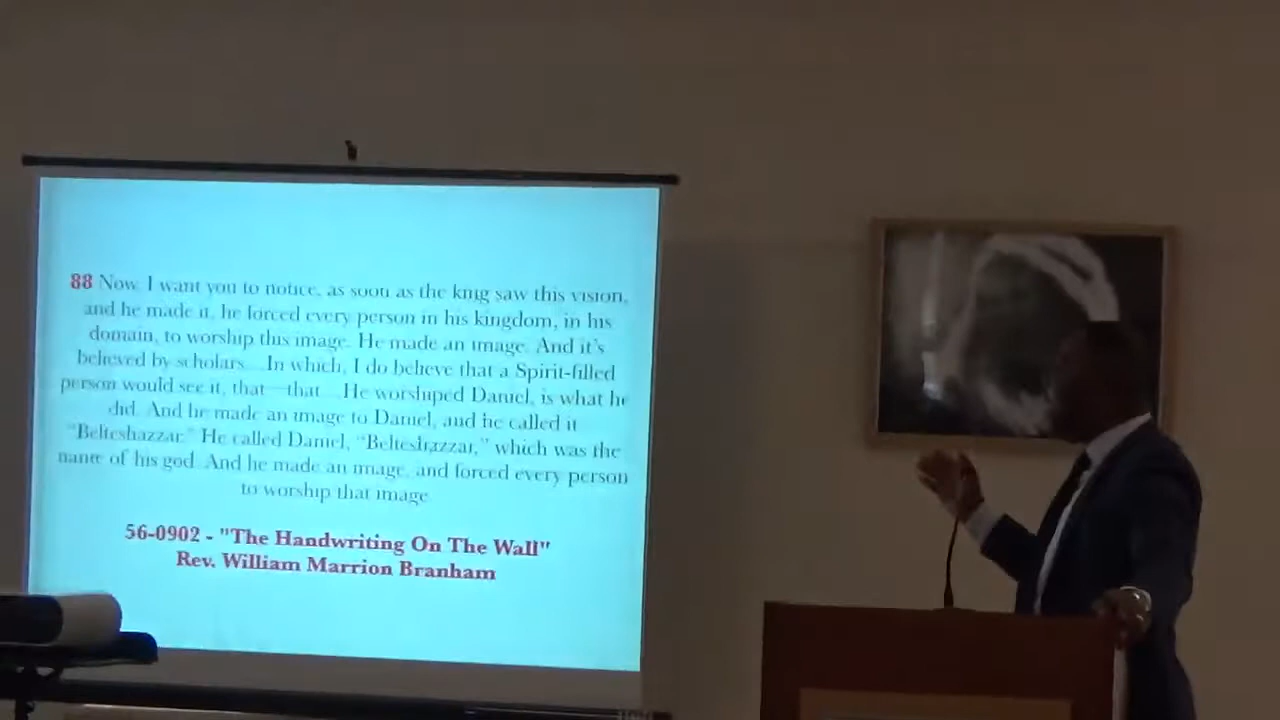 88 Now, I want you to notice, as soon as the king saw this vision,
and he made it, he forced every person in his kingdom, in his
domain, to worship this image. He made an image. And it's
believed by scholars... In which, I do believe that a Spirit-filled
person would see it, that—that... He worshiped Daniel, is what he
did. And he made an image to Daniel, and he called it
"Belteshazzar." He called Daniel, "Belteshazzar," which was the
name of his god. And he made an image, and forced every person
to worship that image.
56-0902 - "The Handwriting On The Wall"
Rev. William Marrion Branham